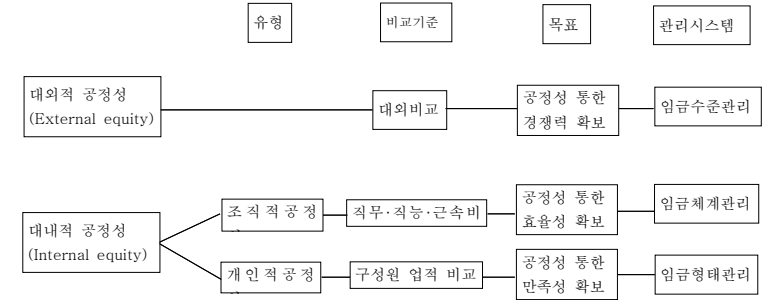 유형
비교기준
목표
관리시스템
대외적 공정성
(External equity)
대외비교
공정성 통한
경쟁력 확보
임금수준관리
대내적 공정성
(Internal equity)
조직적공정
직무·직능·근속비
공정성 통한
효율성 확보
임금체계관리
개인적공정
구성원 업적 비교
공정성 통한
만족성 확보
임금형태관리